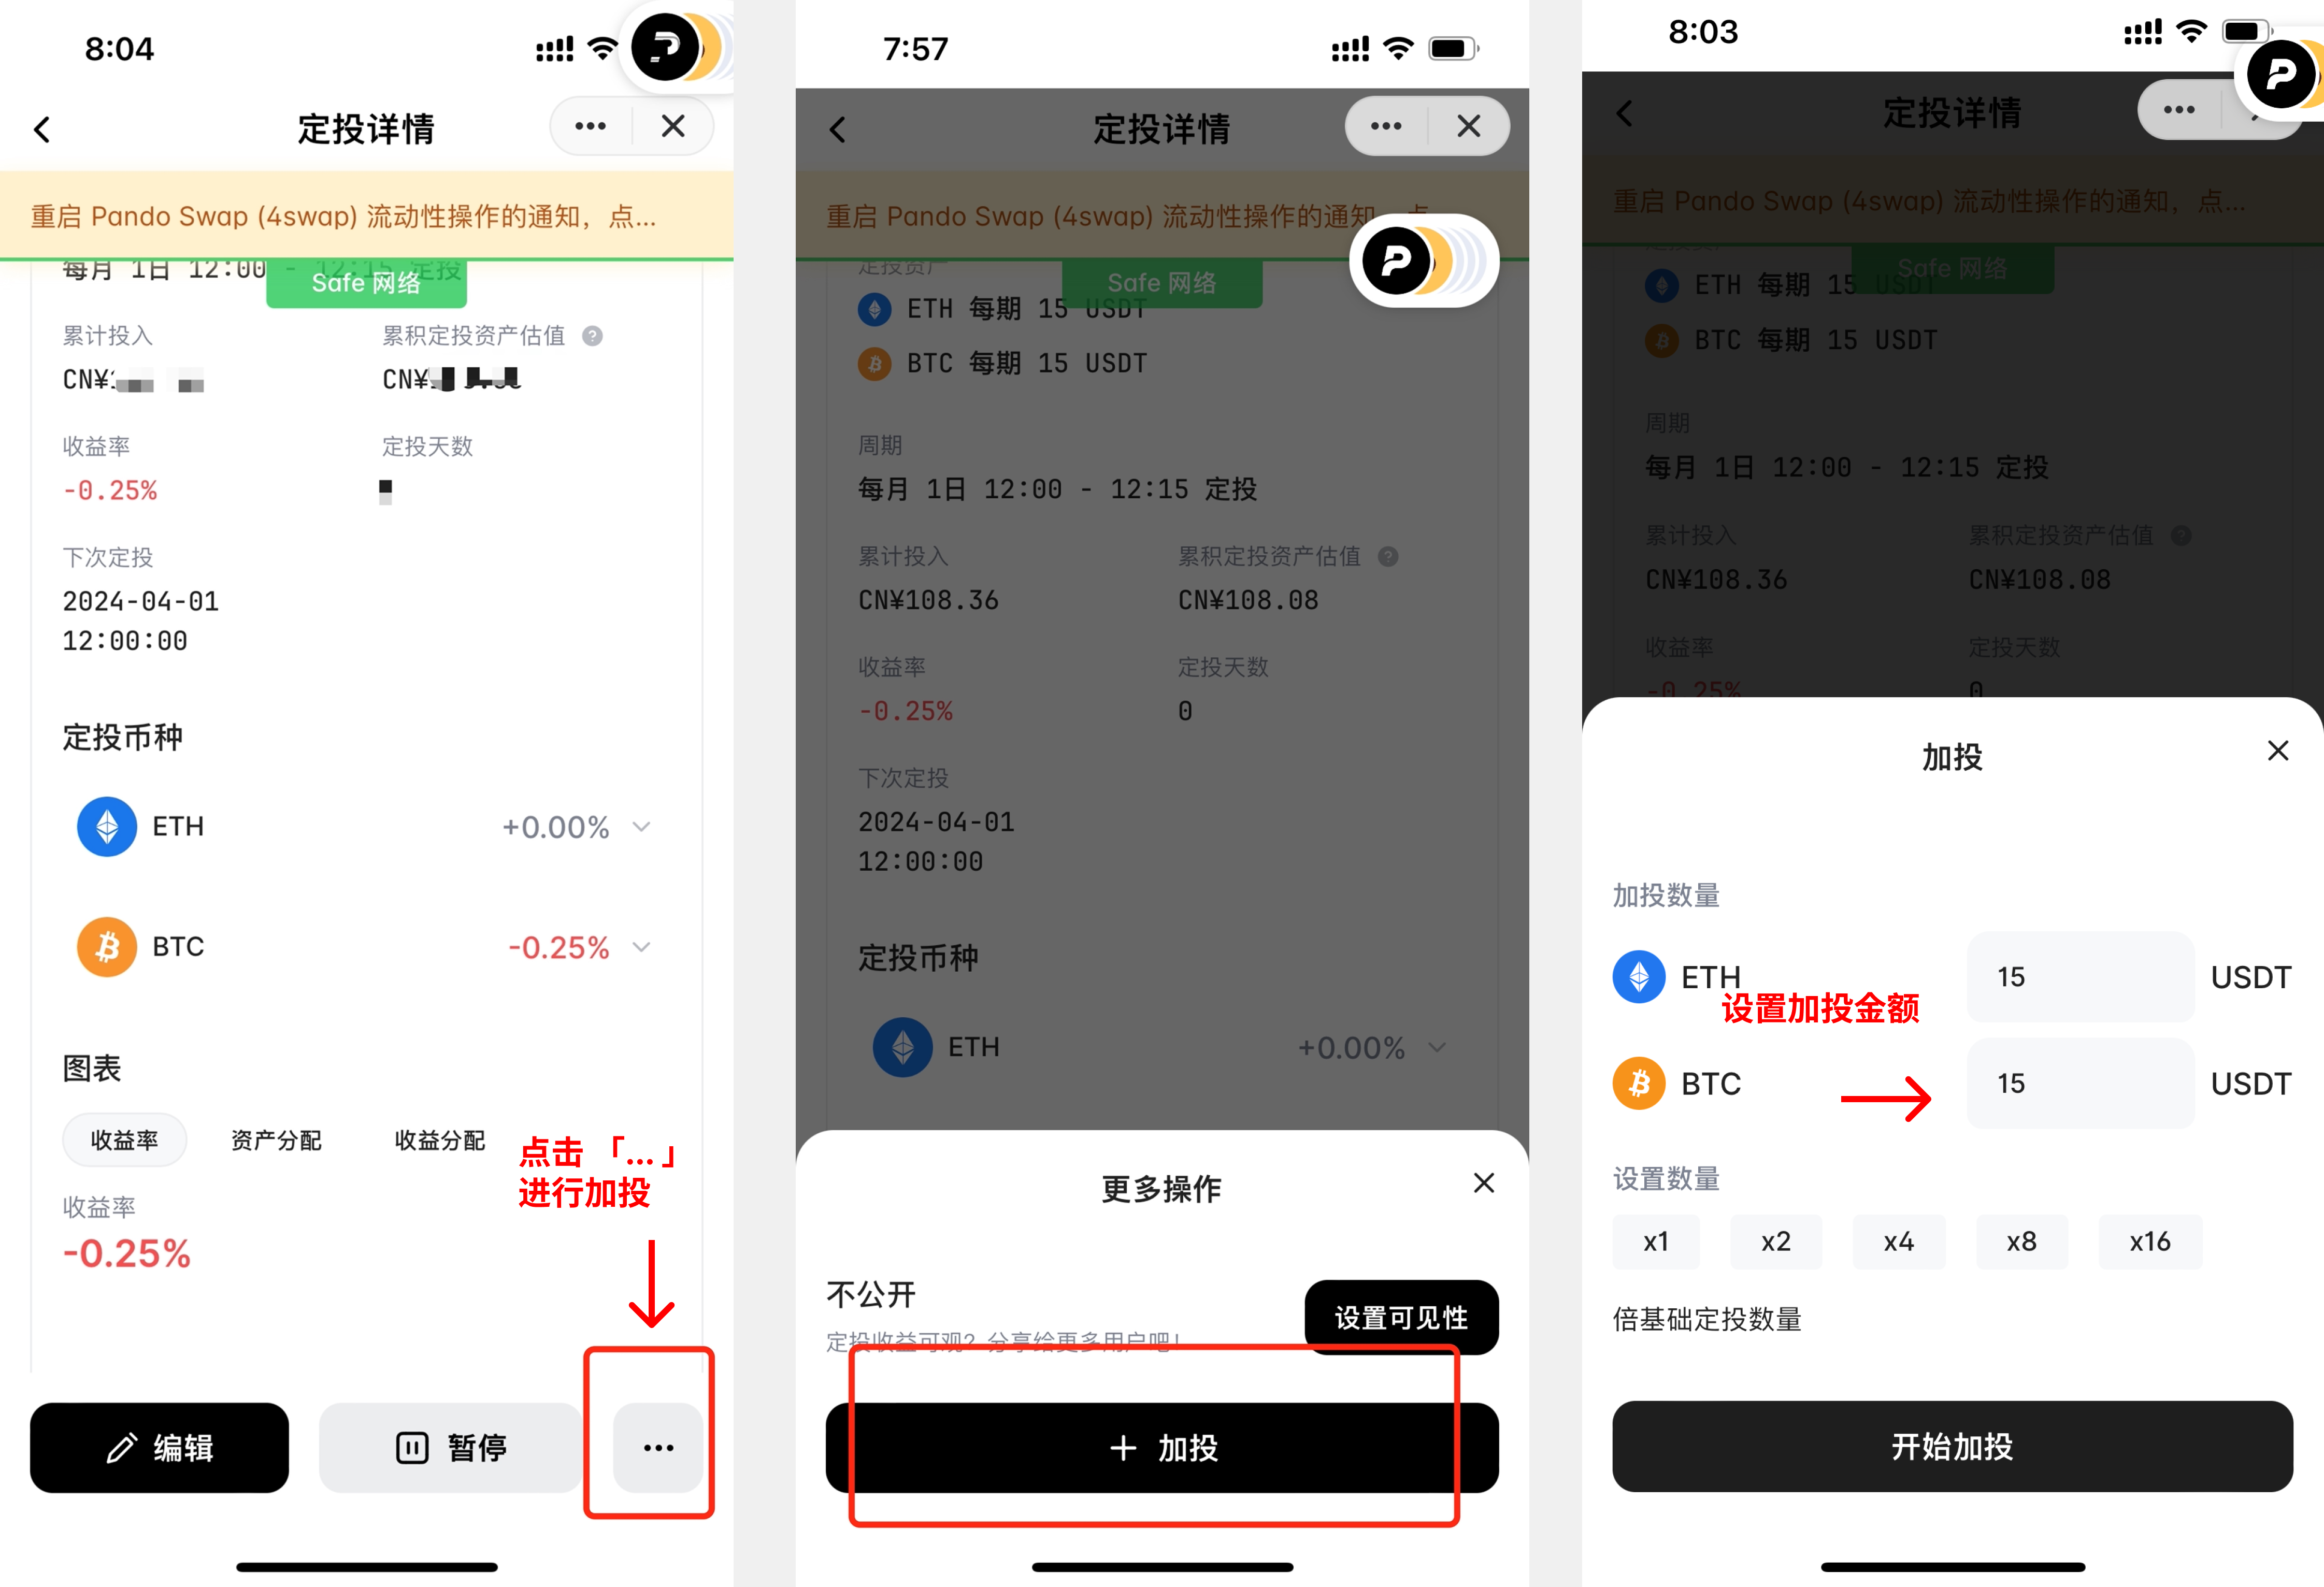 8:04
定投详情
重启 Pando Swap (4swap) 流动性操作的通知，点...
每月 1日 12:00 - 12:15 定投
Safe 网络
累计投入
累积定投资产估值 ?
CN¥
CN¥
收益率
定投天数
-0.25%
下次定投
2024-04-01
12:00:00
定投币种
ETH
+0.00%
BTC
-0.25%
图表
收益率
资产分配
收益分配
点击 「...」
进行加投
收益率
-0.25%
编辑
暂停
7:57
定投详情
重启 Pando Swap (4swap) 流动性操作的通知，点...
定投资产
Safe 网络
ETH 每期 15 USDT
BTC 每期 15 USDT
周期
每月 1日 12:00 - 12:15 定投
累计投入
累积定投资产估值 ?
CN¥108.36
CN¥108.08
收益率
定投天数
-0.25%
0
下次定投
2024-04-01
12:00:00
定投币种
ETH
+0.00%
更多操作
不公开
设置可见性
定投收益可观？分享给更多用户吧！
+ 加投
8:03
定投详情
重启 Pando Swap (4swap) 流动性操作的通知，点...
Safe 网络
ETH 每期 15 USDT
BTC 每期 15 USDT
周期
每月 1日 12:00 - 12:15 定投
累计投入
累积定投资产估值 ?
CN¥108.36
CN¥108.08
收益率
定投天数
-0.25%
0
加投
加投数量
ETH
15
USDT
设置加投金额
BTC
15
USDT
设置数量
x1
x2
x4
x8
x16
倍基础定投数量
开始加投